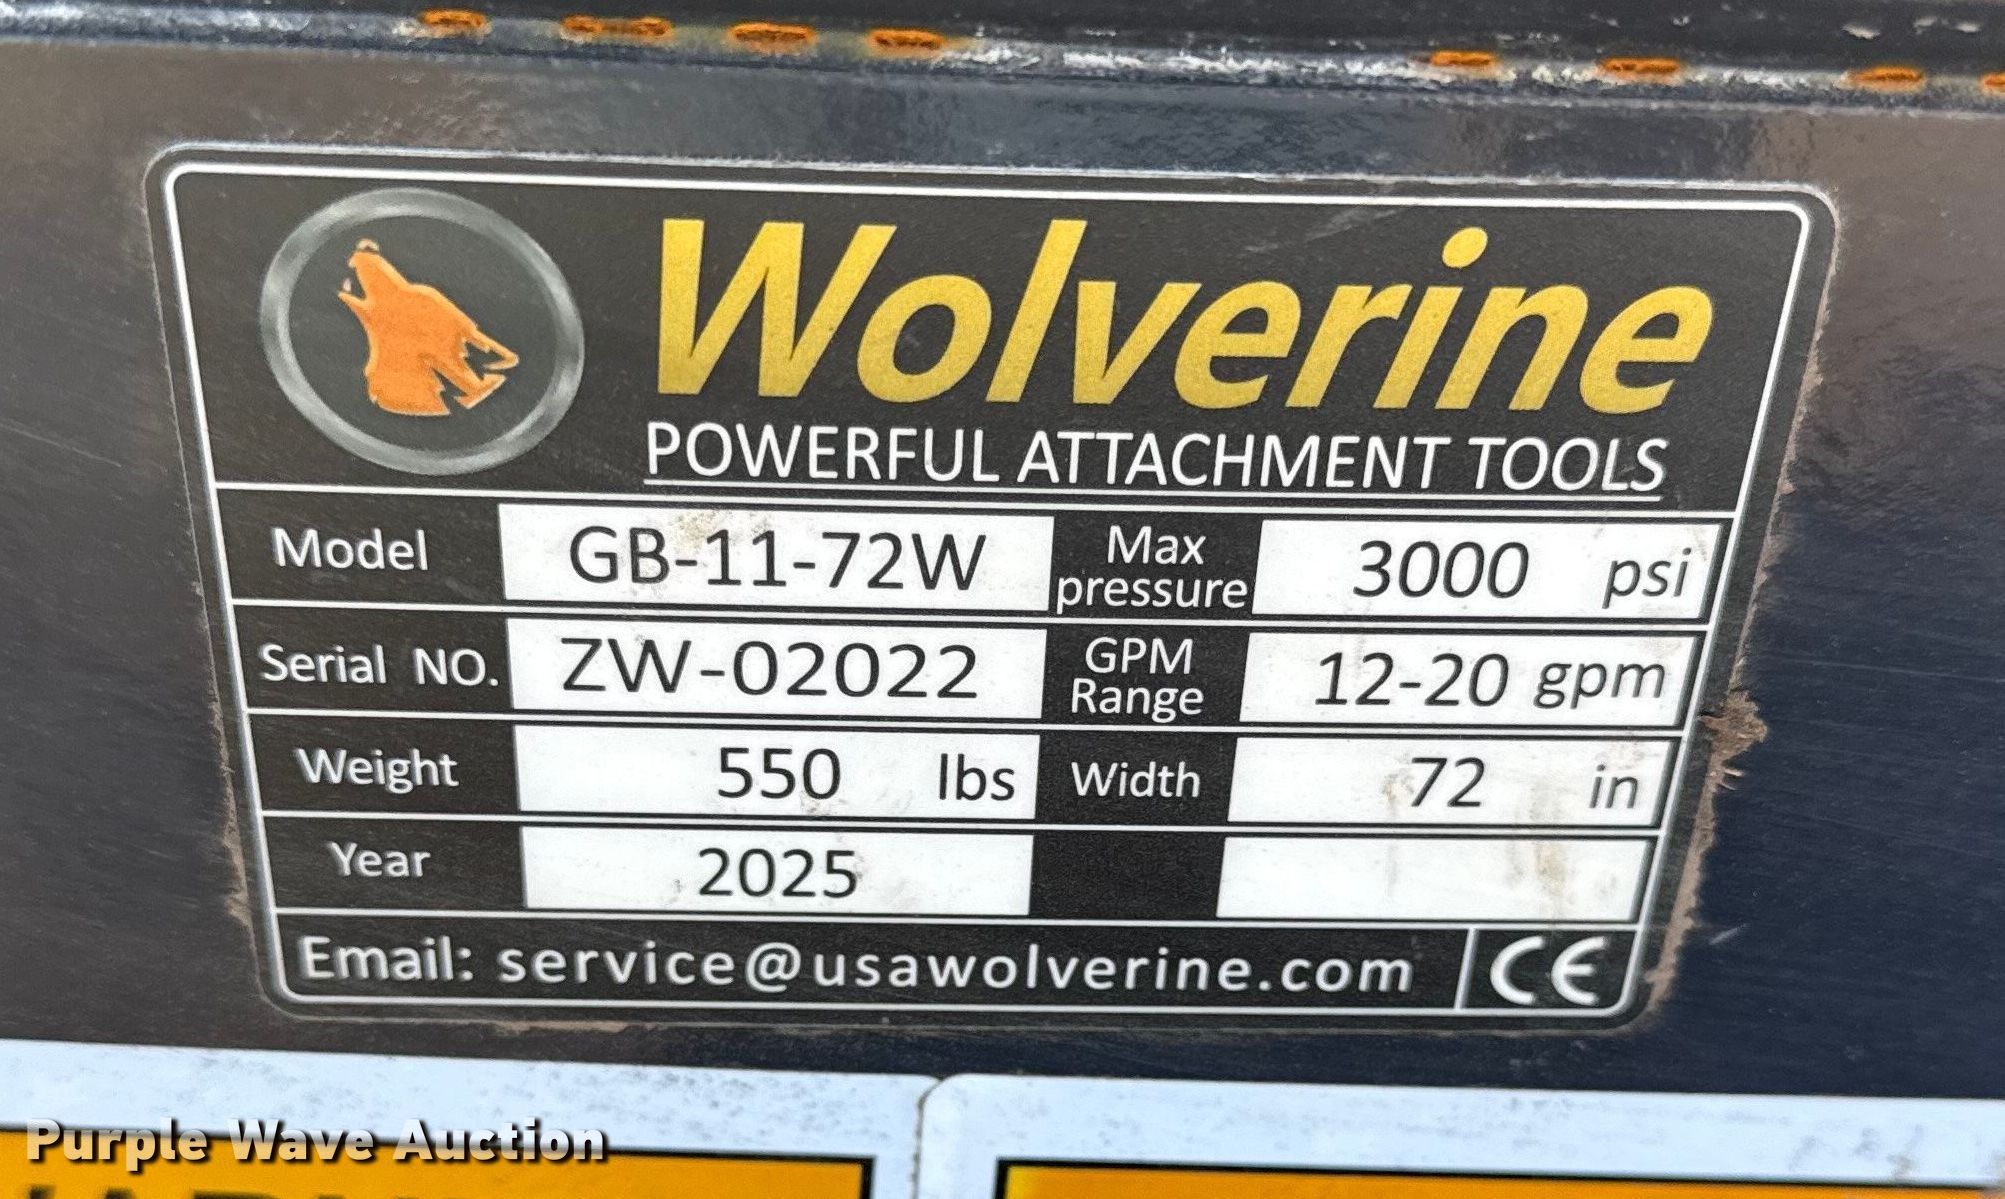 Wolverine
POWERFUL ATTACHMENT TOOLS
Model GB-11-72W Max pressure 3000 psi
Serial NO. ZW-02022 GPM Range 12-20 gpm
Weight 550 lbs Width 72 in
Year 2025
Email: service@usawolverine.com CE
Purple Wave Auction